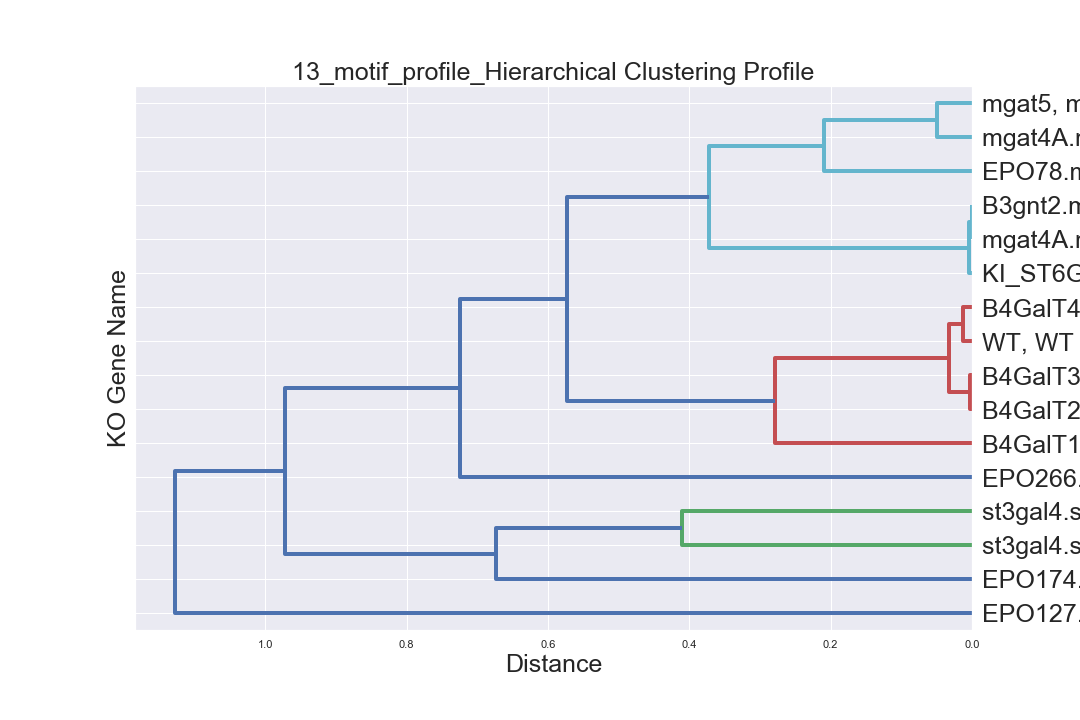 13_motif_profile_Hierarchical Clustering Profile
mgat5, m
mgat4A.
EPO78.
B3gnt2.
mgat4A.
KI_ST6G
B4GalT4
WT, WT
B4GalT3
B4GalT2
B4GalT1
EPO266.
st3gal4.s
st3gal4.s
EPO174.
EPO127.
KO Gene Name
1.0 0.8 0.6 0.4 0.2 0.0
Distance